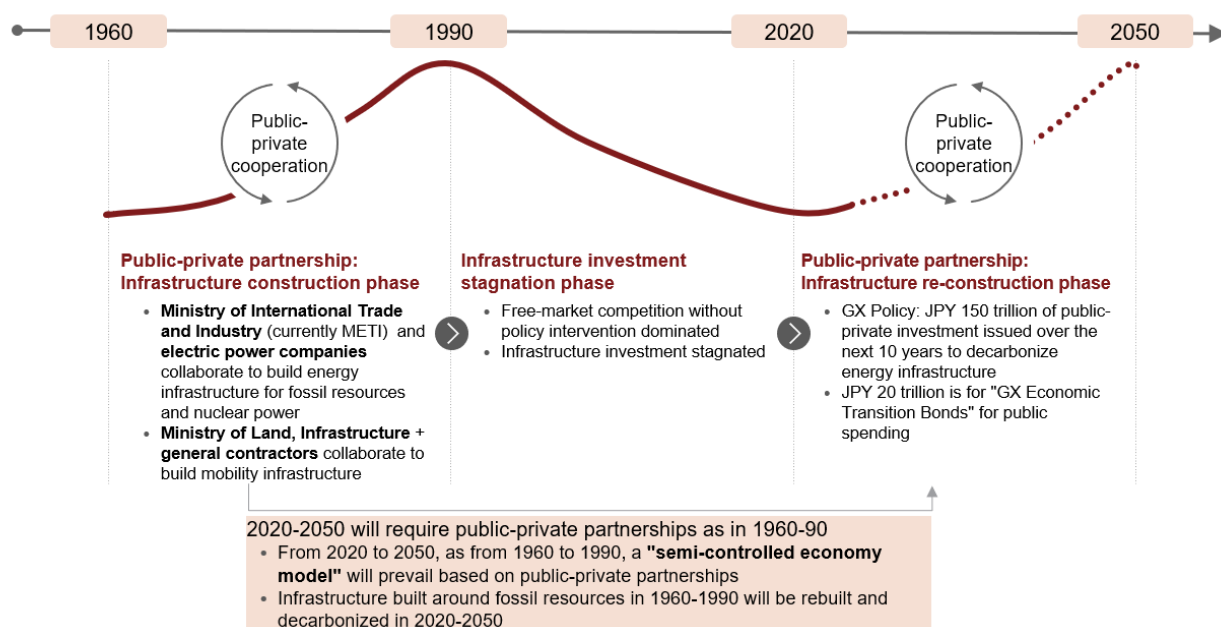 1960
1990
2020
2050
Public-
private
cooperation
Public-
private
cooperation
Public-private partnership:
Infrastructure construction phase
• Ministry of International Trade
and Industry (currently METI) and
electric power companies
collaborate to build energy
infrastructure for fossil resources
and nuclear power
• Ministry of Land, Infrastructure +
general contractors collaborate to
build mobility infrastructure
Infrastructure investment
stagnation phase
• Free-market competition without
policy intervention dominated
• Infrastructure investment stagnated
Public-private partnership:
Infrastructure re-construction phase
• GX Policy: JPY 150 trillion of public-
private investment issued over the
next 10 years to decarbonize
energy infrastructure
• JPY 20 trillion is for "GX Economic
Transition Bonds" for public
spending
2020-2050 will require public-private partnerships as in 1960-90
• From 2020 to 2050, as from 1960 to 1990, a "semi-controlled economy
model" will prevail based on public-private partnerships
• Infrastructure built around fossil resources in 1960-1990 will be rebuilt and
decarbonized in 2020-2050